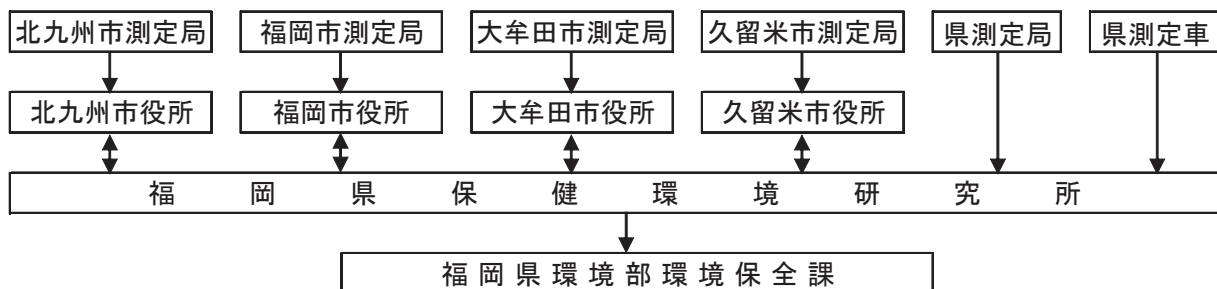 北九州市測定局 福岡市測定局 大牟田市測定局 久留米市測定局 県測定局 県測定車
北九州市役所 福岡市役所 大牟田市役所 久留米市役所
福岡県保健環境研究所
福岡県環境部環境保全課